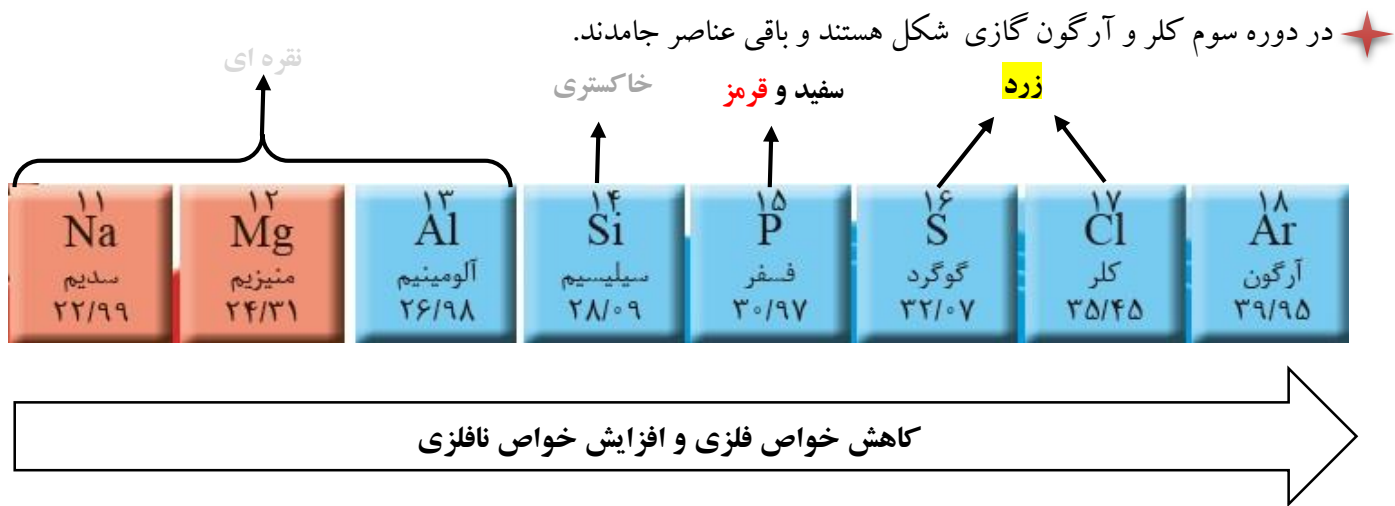 در دوره سوم کلر و آرگون گازی شکل هستند و باقی عناصر جامدند.
نقره ای
خاکستری
سفید و قرمز
زرد
۱۱ ۱۲ ۱۳ ۱۴ ۱۵ ۱۶ ۱۷ ۱۸
Na Mg Al Si P S Cl Ar
سدیم منیزیم آلومینیم سیلیسیم فسفر گوگرد کلر آرگون
۲۲/۹۹ ۲۴/۳۱ ۲۶/۹۸ ۲۸/۰۹ ۳۰/۹۷ ۳۲/۰۷ ۳۵/۴۵ ۳۹/۹۵
کاهش خواص فلزی و افزایش خواص نافلزی